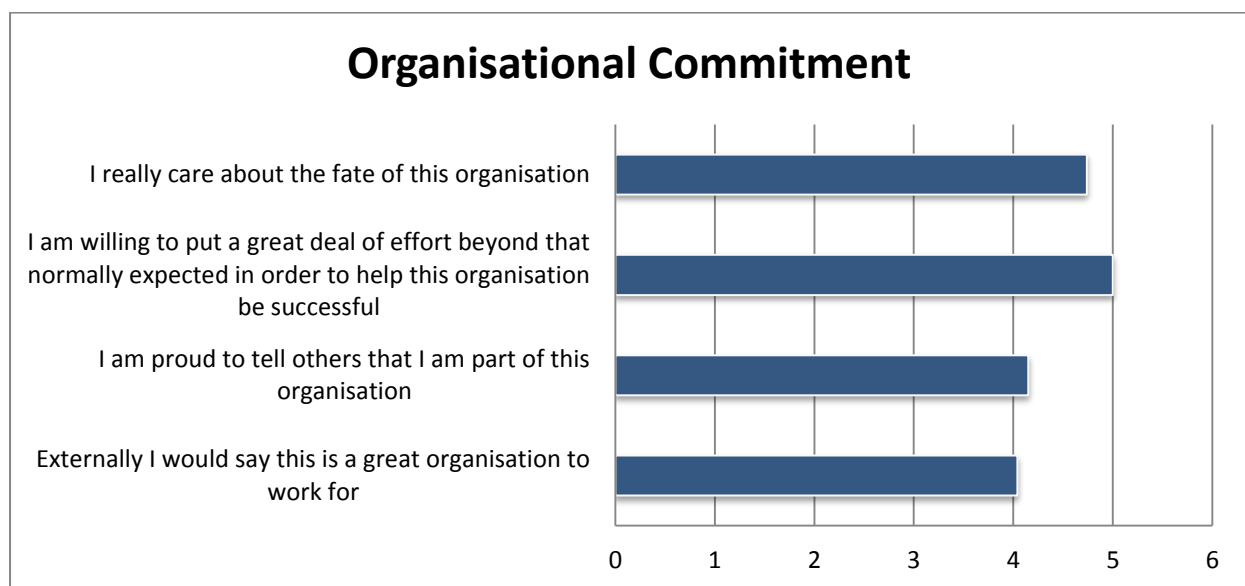 Organisational Commitment
I really care about the fate of this organisation
I am willing to put a great deal of effort beyond that
normally expected in order to help this organisation
be successful
I am proud to tell others that I am part of this
organisation
Externally I would say this is a great organisation to
work for
0 1 2 3 4 5 6